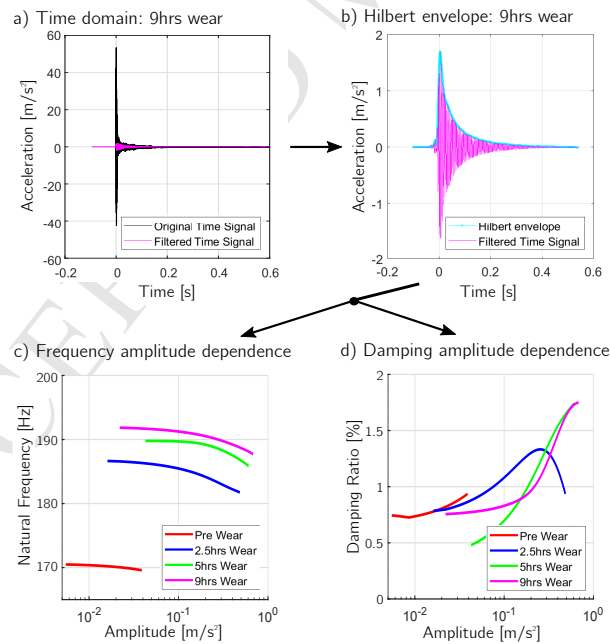 a) Time domain: 9hrs wear
60
40
20
0
-20
-40
-60
-0.2
0
0.2
0.4
0.6
Acceleration [m/s²]
Time [s]
Original Time Signal
Filtered Time Signal
b) Hilbert envelope: 9hrs wear
2
1
0
-1
-2
-0.2
0
0.2
0.4
0.6
Acceleration [m/s²]
Time [s]
Hilbert envelope
Filtered Time Signal
c) Frequency amplitude dependence
200
190
180
170
10⁻²
10⁻¹
10⁰
Natural Frequency [Hz]
Amplitude [m/s²]
Pre Wear
2.5hrs Wear
5hrs Wear
9hrs Wear
d) Damping amplitude dependence
2
1.5
1
0.5
0
10⁻²
10⁻¹
10⁰
Damping Ratio [%]
Amplitude [m/s²]
Pre Wear
2.5hrs Wear
5hrs Wear
9hrs Wear